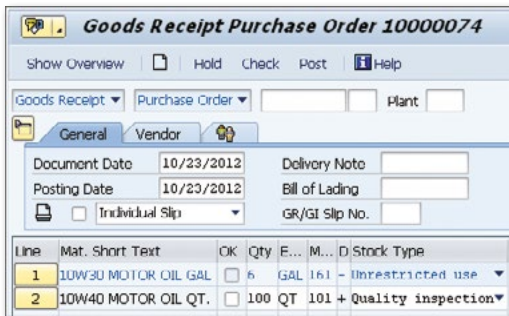 Goods Receipt Purchase Order 10000074
Show Overview Hold Check Post Help
Goods Receipt Purchase Order Plant
General Vendor
Document Date 10/23/2012 Delivery Note
Posting Date 10/23/2012 Bill of Lading
Individual Slip GR/GI Slip No.
Line Mat. Short Text OK Qty E... M... D Stock Type
1 10W30 MOTOR OIL GAL 6 GAL 161 - Unrestricted use
2 10W40 MOTOR OIL QT. 100 QT 101 + Quality inspection